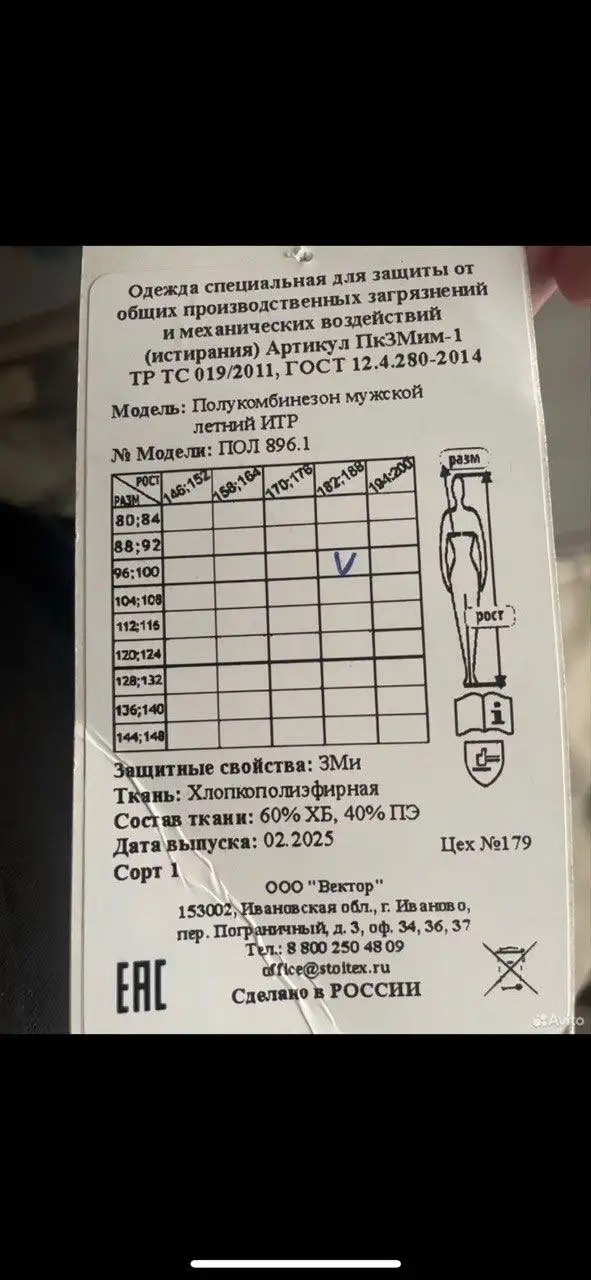 Одежда специальная для защиты от
общих производственных загрязнений
и механических воздействий
(истирания) Артикул ПкЗМим-1
ТР ТС 019/2011, ГОСТ 12.4.280-2014
Модель: Полукомбинезон мужской
летний ИТР
№ Модели: ПОЛ 896.1
РОСТ
РАЗМ
146;152 158;164 170;176 182;188 194;200
80;84
88;92
96;100 V
104;108
112;116
120;124
128;132
136;140
144;148
разм
рост
i
Защитные свойства: ЗМи
Ткань: Хлопкополиэфирная
Состав ткани: 60% ХБ, 40% ПЭ
Дата выпуска: 02.2025
Цех №179
Сорт 1
ООО "Вектор"
153002, Ивановская обл., г. Иваново,
пер. Пограничный, д. 3, оф. 34, 36, 37
Тел.: 8 800 250 48 09
office@stoitex.ru
Сделано в РОССИИ
ЕАС
Avito